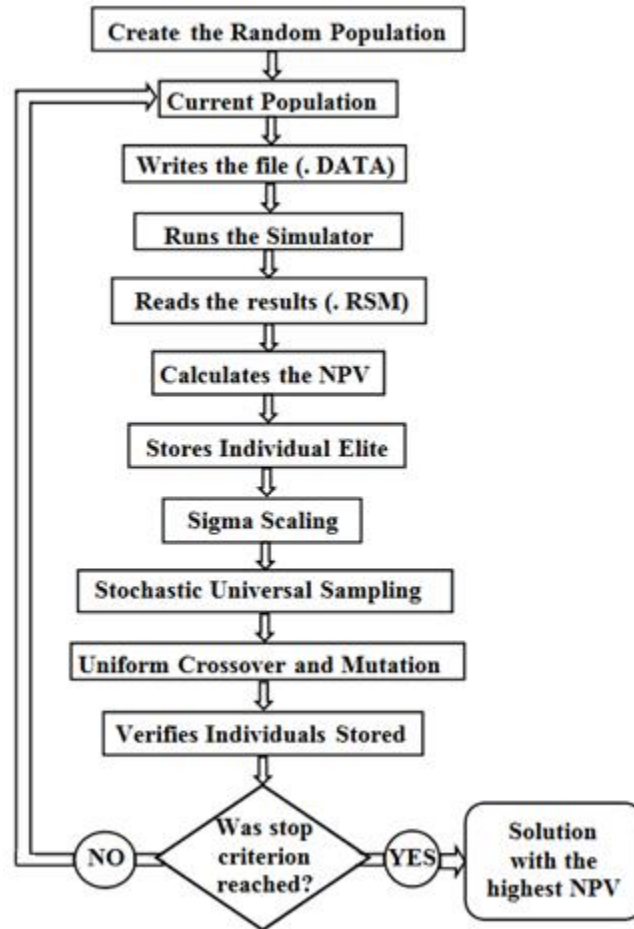 Create the Random Population
Current Population
Writes the file (. DATA)
Runs the Simulator
Reads the results (. RSM)
Calculates the NPV
Stores Individual Elite
Sigma Scaling
Stochastic Universal Sampling
Uniform Crossover and Mutation
Verifies Individuals Stored
Was stop
criterion
reached?
NO
YES
Solution
with the
highest NPV